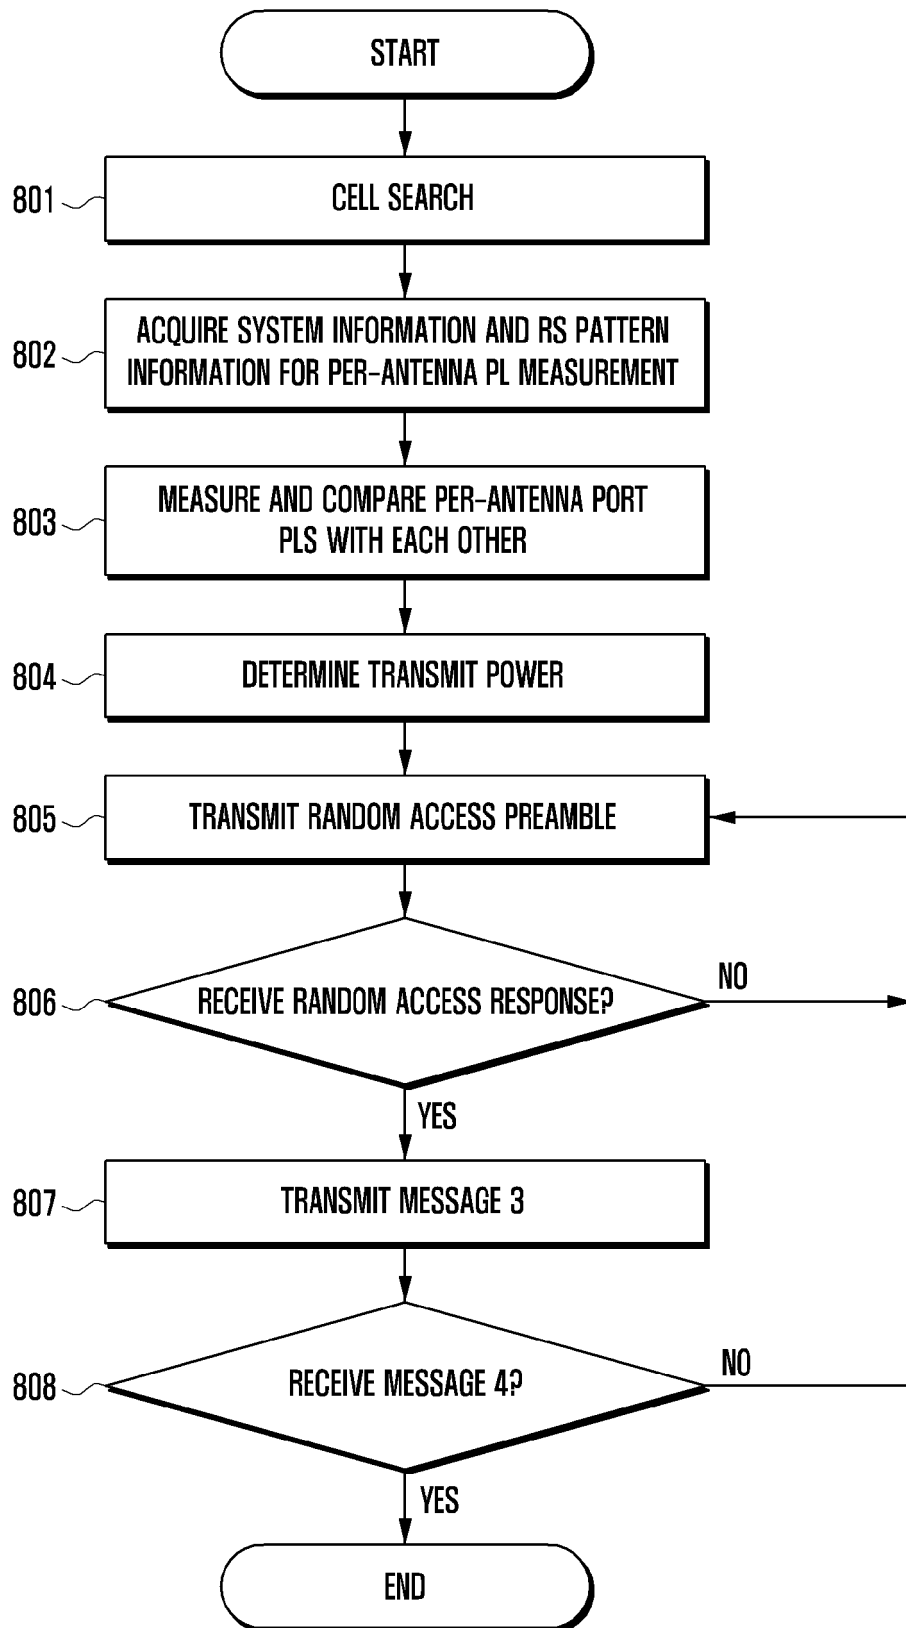 START
801
CELL SEARCH
802
ACQUIRE SYSTEM INFORMATION AND RS PATTERN
INFORMATION FOR PER-ANTENNA PL MEASUREMENT
803
MEASURE AND COMPARE PER-ANTENNA PORT
PLS WITH EACH OTHER
804
DETERMINE TRANSMIT POWER
805
TRANSMIT RANDOM ACCESS PREAMBLE
806
RECEIVE RANDOM ACCESS RESPONSE?
NO
YES
807
TRANSMIT MESSAGE 3
808
RECEIVE MESSAGE 4?
NO
YES
END